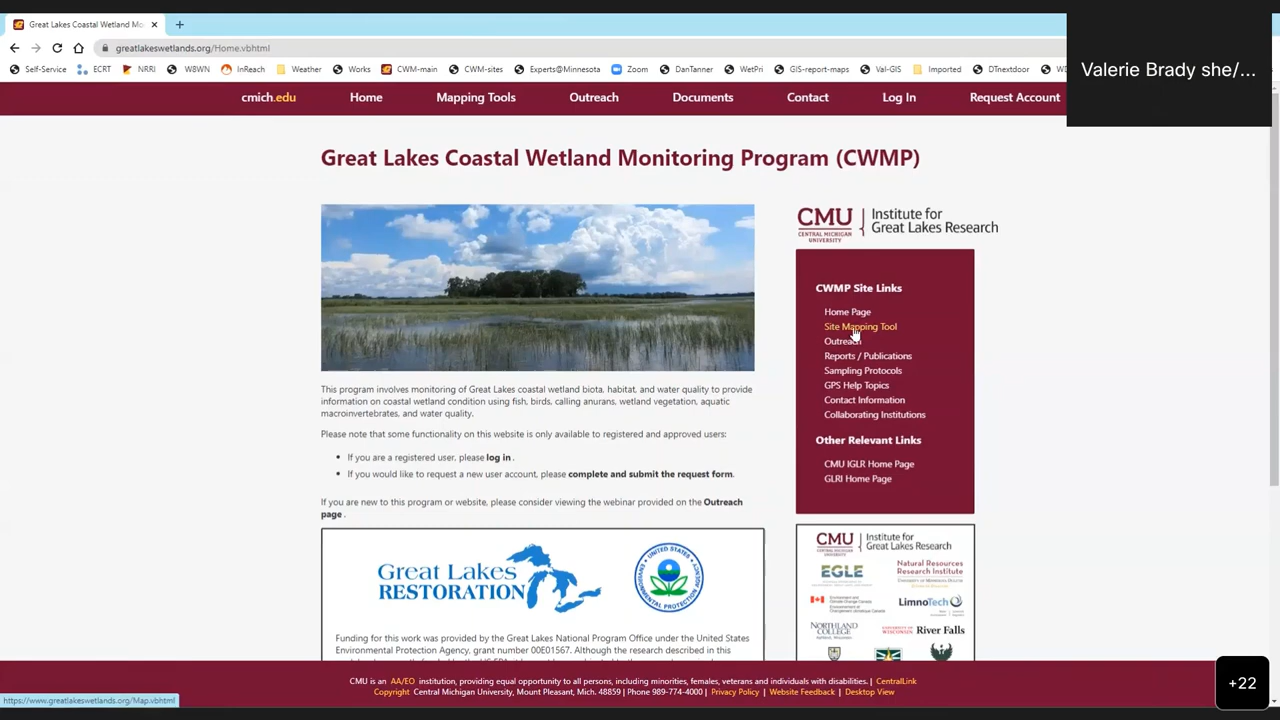 Great Lakes Coastal Wetland Mo
greatlakeswetlands.org/Home.vbhtml
Self-Service ECRT NRRI W8WN InReach Weather Works CWM-main CWM-sites Experts@Minnesota Zoom DanTanner WetPri GIS-report-maps Val-GIS Imported DTnextdoor
Valerie Brady she/...
cmich.edu Home Mapping Tools Outreach Documents Contact Log In Request Account
Great Lakes Coastal Wetland Monitoring Program (CWMP)
CMU CENTRAL MICHIGAN UNIVERSITY
Institute for
Great Lakes Research
CWMP Site Links
Home Page
Site Mapping Tool
Outreach
Reports / Publications
Sampling Protocols
GPS Help Topics
Contact Information
Collaborating Institutions
Other Relevant Links
CMU IGLR Home Page
GLRI Home Page
This program involves monitoring of Great Lakes coastal wetland biota, habitat, and water quality to provide
information on coastal wetland condition using fish, birds, calling anurans, wetland vegetation, aquatic
macroinvertebrates, and water quality.
Please note that some functionality on this website is only available to registered and approved users:
• If you are a registered user, please log in .
• If you would like to request a new user account, please complete and submit the request form.
If you are new to this program or website, please consider viewing the webinar provided on the Outreach
page .
Great Lakes
RESTORATION
UNITED STATES
Funding for this work was provided by the Great Lakes National Program Office under the United States
Environmental Protection Agency, grant number 00E01567. Although the research described in this
CMU Institute for
Great Lakes Research
EGLE
Natural Resources
Research Institute
LimnoTech
NORTHLAND
COLLEGE
River Falls
CMU is an AA/EO institution, providing equal opportunity to all persons, including minorities, females, veterans and individuals with disabilities. | CentralLink
Copyright Central Michigan University, Mount Pleasant, Mich. 48859 | Phone 989-774-4000 | Privacy Policy | Website Feedback | Desktop View
https://www.greatlakeswetlands.org/Map.vbhtml
+22